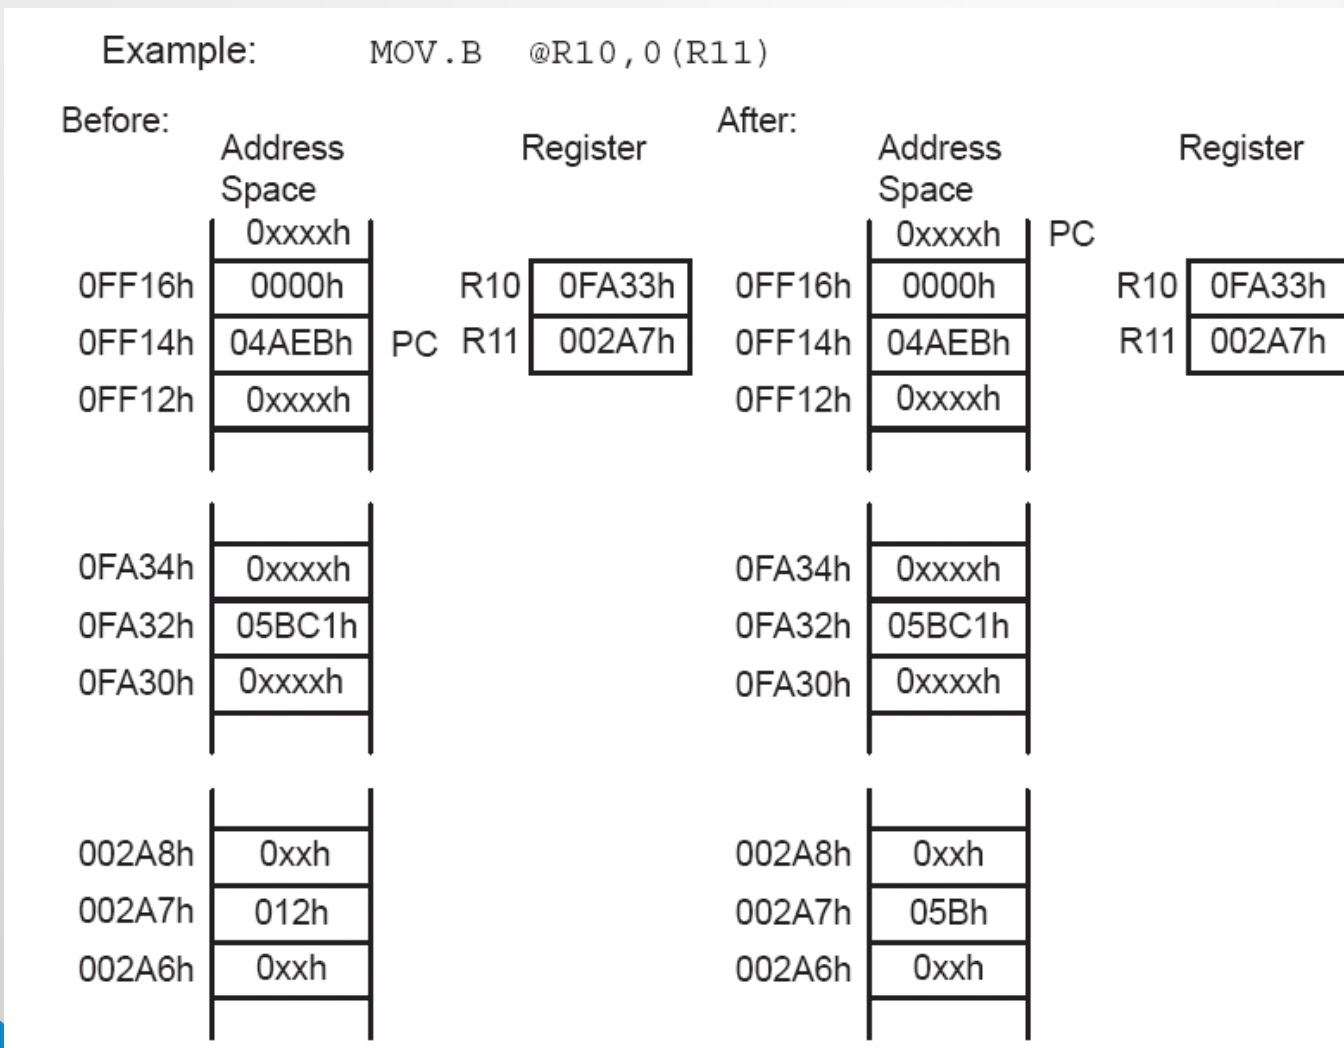 Example: MOV.B @R10,0(R11)
Before: After:
Address Register Address Register
Space Space
0xxxxh 0xxxxh PC
0FF16h 0000h R10 0FA33h 0FF16h 0000h R10 0FA33h
0FF14h 04AEBh PC R11 002A7h 0FF14h 04AEBh R11 002A7h
0FF12h 0xxxxh 0FF12h 0xxxxh
0FA34h 0xxxxh 0FA34h 0xxxxh
0FA32h 05BC1h 0FA32h 05BC1h
0FA30h 0xxxxh 0FA30h 0xxxxh
002A8h 0xxh 002A8h 0xxh
002A7h 012h 002A7h 05Bh
002A6h 0xxh 002A6h 0xxh